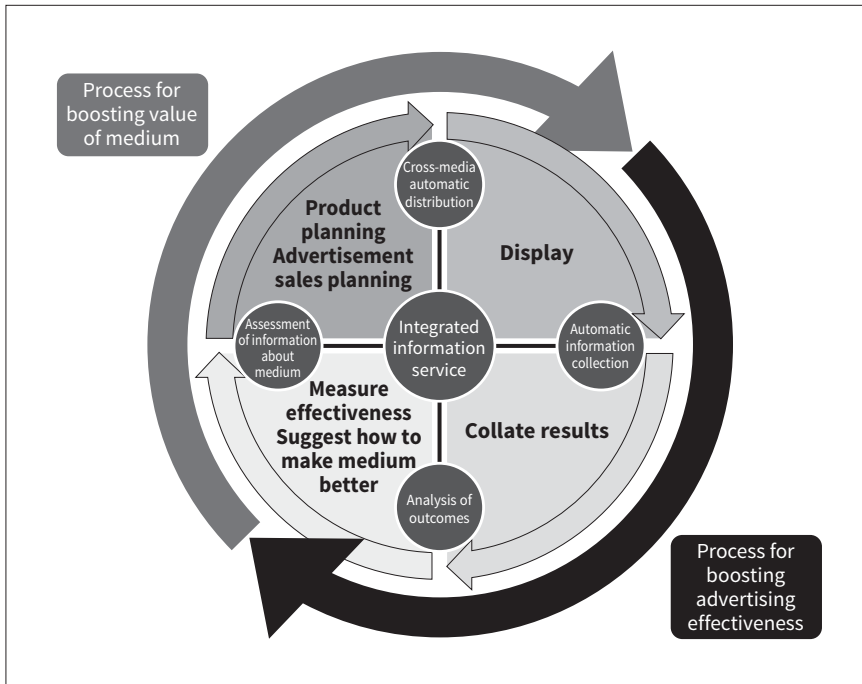 Process for
boosting value
of medium
Cross-media
automatic
distribution
Product
planning
Advertisement
sales planning
Display
Assessment
of information
about
medium
Integrated
information
service
Automatic
information
collection
Measure
effectiveness
Suggest how to
make medium
better
Collate results
Analysis of
outcomes
Process for
boosting
advertising
effectiveness